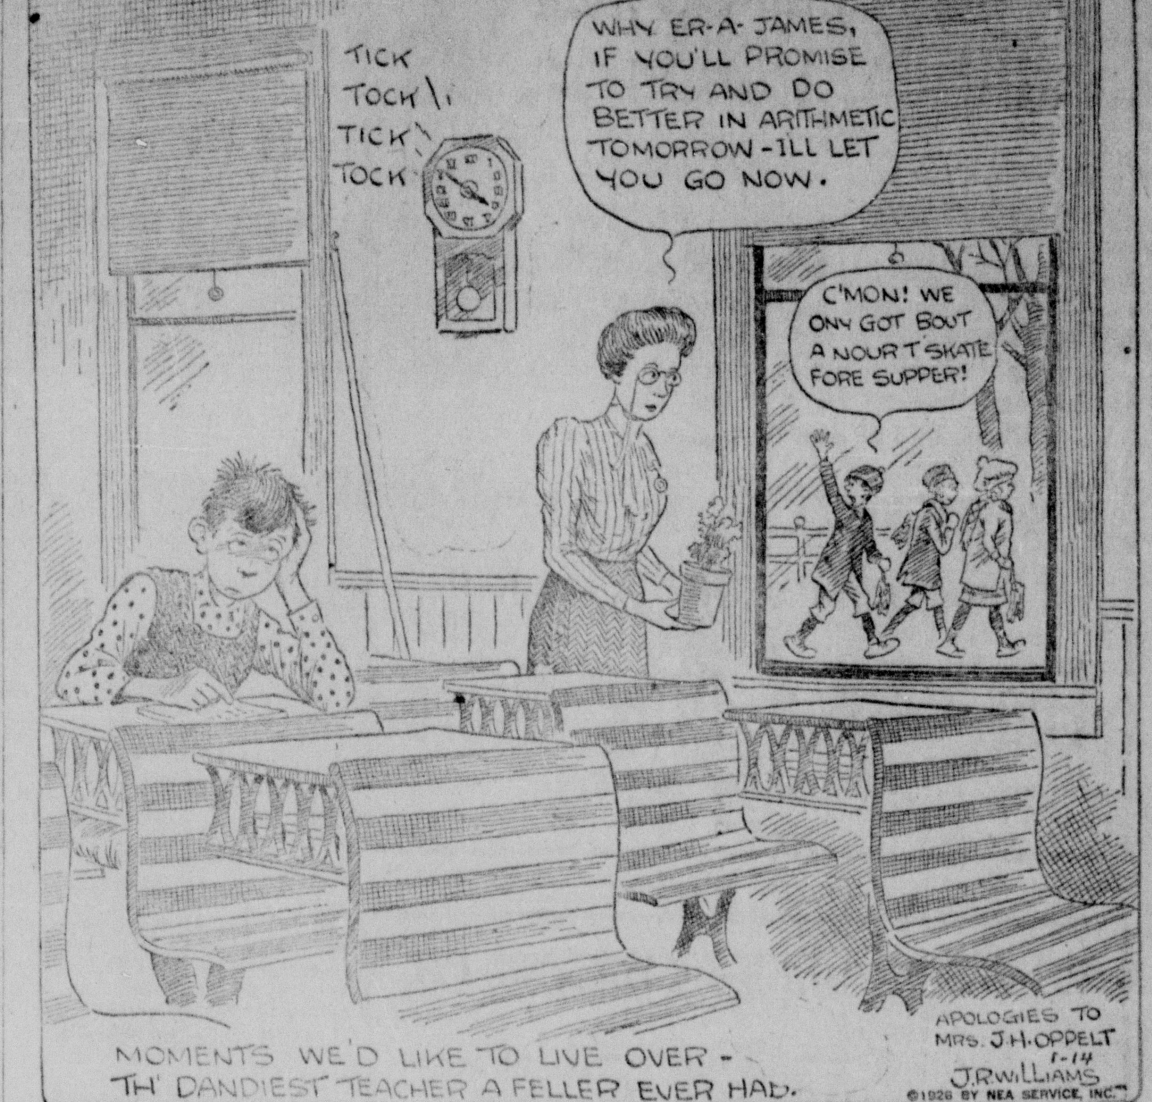 TICK
TOCK
TICK
TOCK
WHY ER-A- JAMES,
IF YOU'LL PROMISE
TO TRY AND DO
BETTER IN ARITHMETIC
TOMORROW - ILL LET
YOU GO NOW.
C'MON! WE
ONY GOT BOUT
A NOUR T'SKATE
FORE SUPPER!
MOMENTS WE'D LIKE TO LIVE OVER -
TH' DANDIEST TEACHER A FELLER EVER HAD.
APOLOGIES TO
MRS. J.H. OPPELT
1-14
J.R.WILLIAMS
©1926 BY NEA SERVICE, INC.